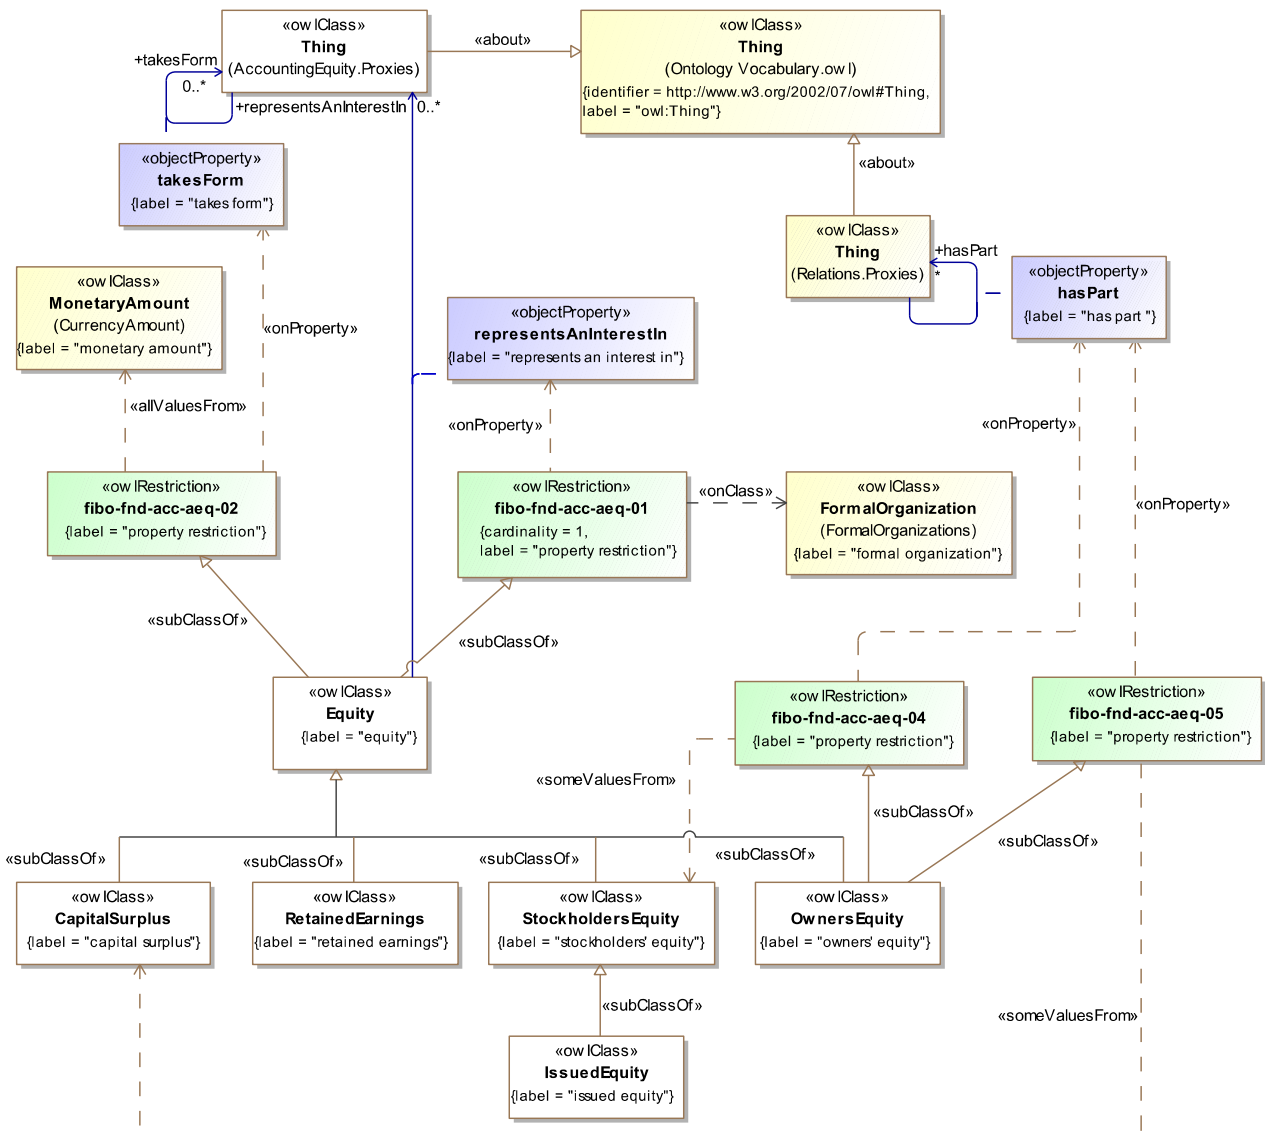 «owlClass»
Thing
(AccountingEquity.Proxies)
«about»
«owlClass»
Thing
(Ontology Vocabulary.owl)
{identifier = http://www.w3.org/2002/07/owl#Thing,
label = "owl:Thing"}
+takesForm
0..*
+representsAnInterestIn
0..*
«objectProperty»
takesForm
{label = "takes form"}
«about»
«owlClass»
Thing
(Relations.Proxies)
+hasPart
*
«objectProperty»
hasPart
{label = "has part "}
«owlClass»
MonetaryAmount
(CurrencyAmount)
{label = "monetary amount"}
«onProperty»
«objectProperty»
representsAnInterestIn
{label = "represents an interest in"}
«allValuesFrom»
«onProperty»
«onProperty»
«owlRestriction»
fibo-fnd-acc-aeq-02
{label = "property restriction"}
«owlRestriction»
fibo-fnd-acc-aeq-01
{cardinality = 1,
label = "property restriction"}
«onClass»
«owlClass»
FormalOrganization
(FormalOrganizations)
{label = "formal organization"}
«onProperty»
«subClassOf»
«subClassOf»
«owlClass»
Equity
{label = "equity"}
«owlRestriction»
fibo-fnd-acc-aeq-04
{label = "property restriction"}
«owlRestriction»
fibo-fnd-acc-aeq-05
{label = "property restriction"}
«someValuesFrom»
«subClassOf»
«subClassOf»
«subClassOf»
«subClassOf»
«subClassOf»
«subClassOf»
«owlClass»
CapitalSurplus
{label = "capital surplus"}
«owlClass»
RetainedEarnings
{label = "retained earnings"}
«owlClass»
StockholdersEquity
{label = "stockholders' equity"}
«owlClass»
OwnersEquity
{label = "owners' equity"}
«subClassOf»
«someValuesFrom»
«owlClass»
IssuedEquity
{label = "issued equity"}